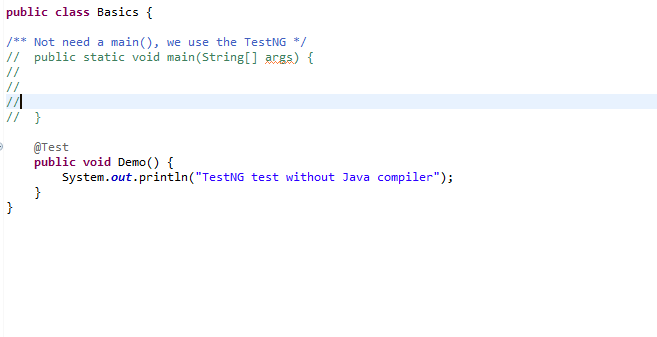 public class Basics {
/** Not need a main(), we use the TestNG */
//  public static void main(String[] args) {
//
//
//
//  }
    @Test
    public void Demo() {
        System.out.println("TestNG test without Java compiler");
    }
}